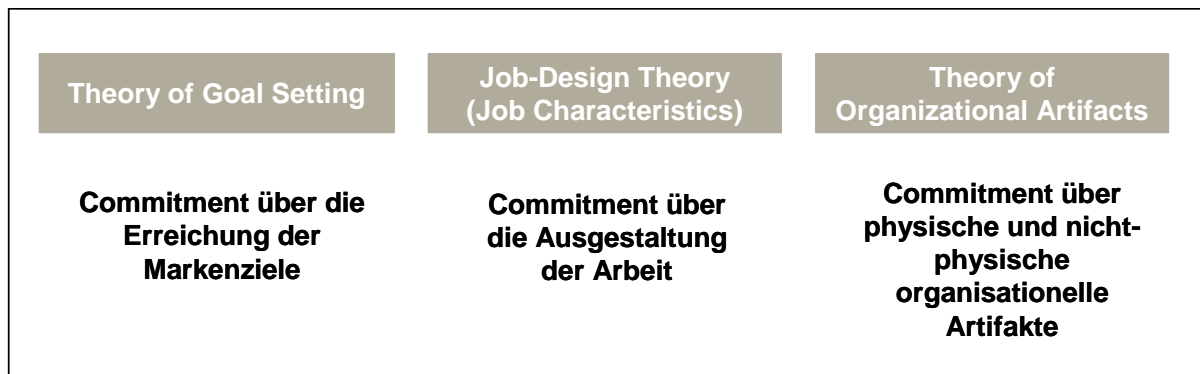 Theory of Goal Setting
Commitment über die
Erreichung der
Markenziele
Job-Design Theory
(Job Characteristics)
Commitment über
die Ausgestaltung
der Arbeit
Theory of
Organizational Artifacts
Commitment über
physische und nicht-
physische
organisationelle
Artifakte